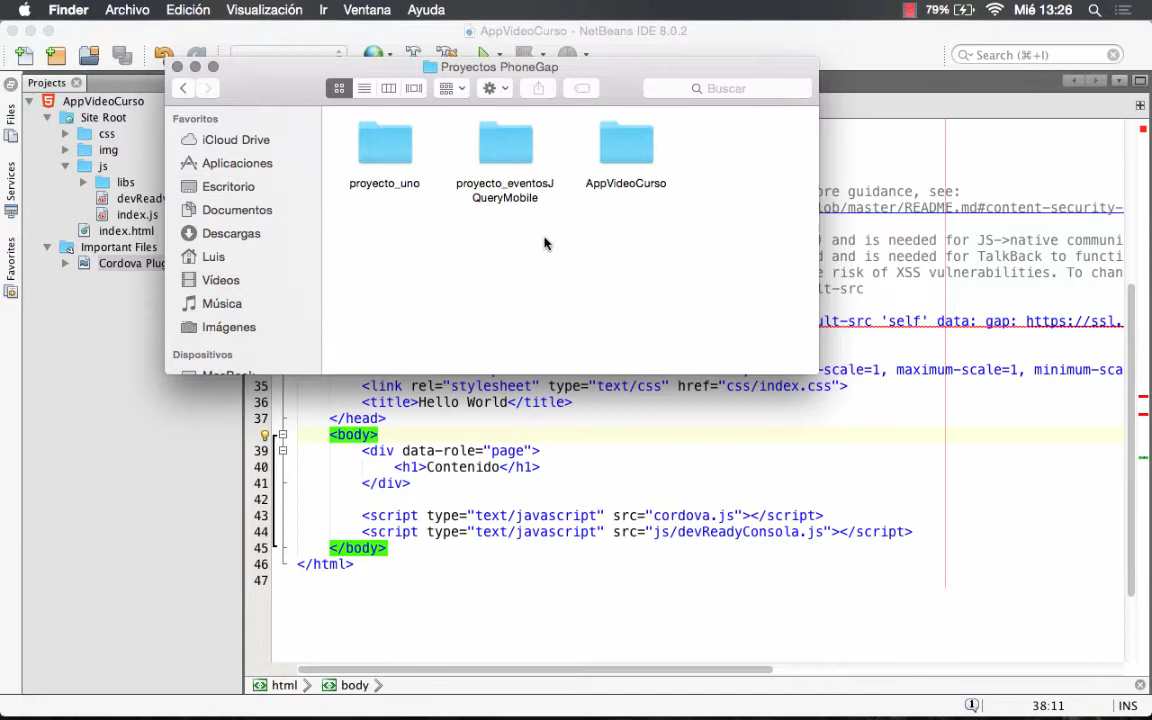 Finder Archivo Edición Visualización Ir Ventana Ayuda 79% Mié 13:26
AppVideoCurso - NetBeans IDE 8.0.2
Search (⌘+I)
Proyectos PhoneGap
Buscar
Projects
Files
Services
Favorites
AppVideoCurso
Site Root
css
img
js
libs
devReady
index.js
index.html
Important Files
Cordova Plug
Favoritos
iCloud Drive
Aplicaciones
Escritorio
Documentos
Descargas
Luis
Vídeos
Música
Imágenes
Dispositivos
proyecto_uno
proyecto_eventosJ
QueryMobile
AppVideoCurso
ore guidance, see:
lob/master/README.md#content-security-
) and is needed for JS->native communi
d and is needed for TalkBack to functi
e risk of XSS vulnerabilities. To chan
lt-src
ult-src 'self' data: gap: https://ssl.
-scale=1, maximum-scale=1, minimum-sca
35 <link rel="stylesheet" type="text/css" href="css/index.css">
36 <title>Hello World</title>
37 </head>
<body>
39 <div data-role="page">
40 <h1>Contenido</h1>
41 </div>
42
43 <script type="text/javascript" src="cordova.js"></script>
44 <script type="text/javascript" src="js/devReadyConsola.js"></script>
45 </body>
46 </html>
47
html body
1 38:11 INS